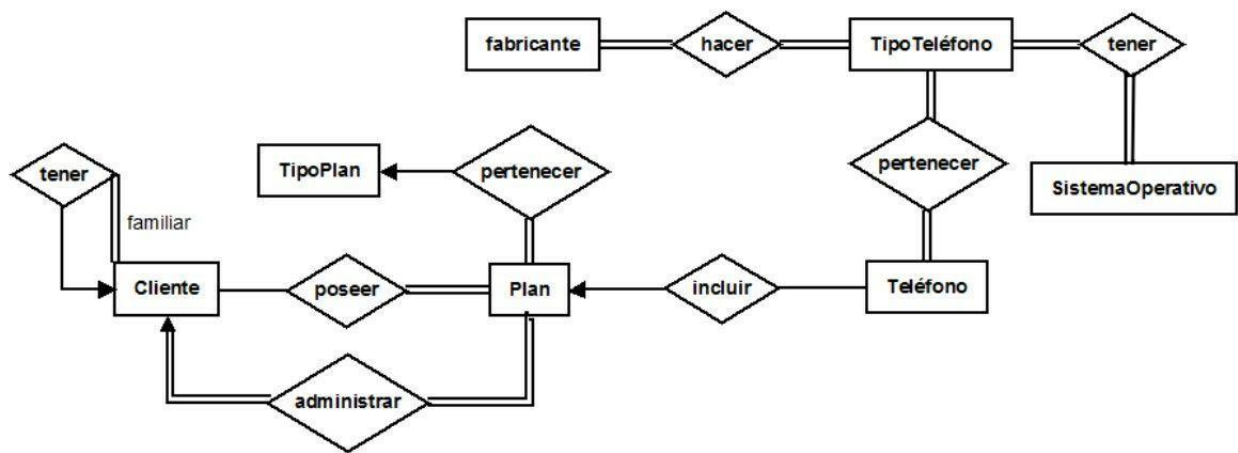 fabricante
hacer
TipoTeléfono
tener
tener
TipoPlan
pertenecer
pertenecer
SistemaOperativo
familiar
Cliente
poseer
Plan
incluir
Teléfono
administrar